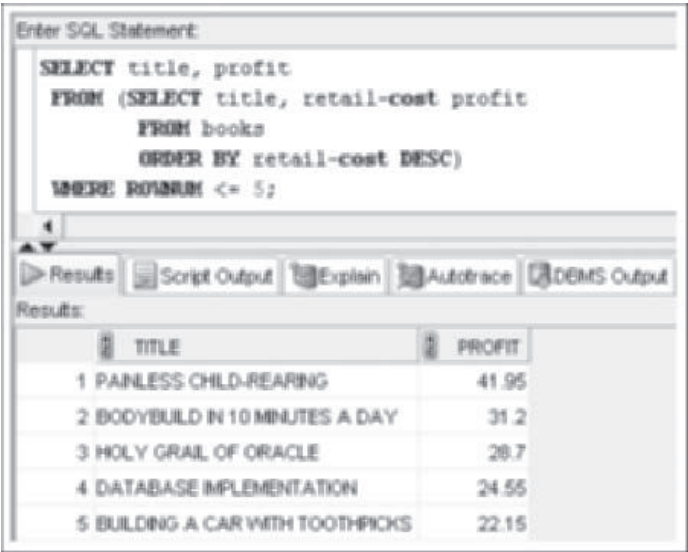 Enter SQL Statement:
SELECT title, profit
FROM (SELECT title, retail-cost profit
FROM books
ORDER BY retail-cost DESC)
WHERE ROWNUM <= 5;
Results Script Output Explain Autotrace DBMS Output
Results:
TITLE PROFIT
1 PAINLESS CHILD-REARING 41.95
2 BODYBUILD IN 10 MINUTES A DAY 31.2
3 HOLY GRAIL OF ORACLE 28.7
4 DATABASE IMPLEMENTATION 24.55
5 BUILDING A CAR WITH TOOTHPICKS 22.15